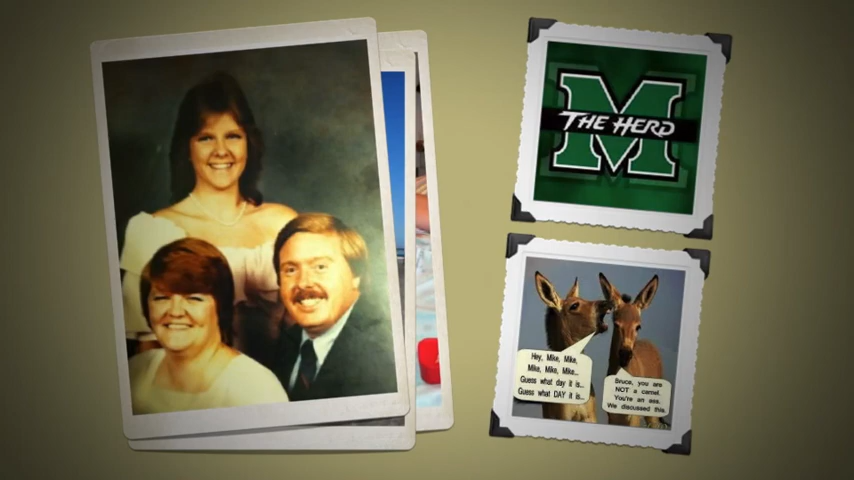 THE HERD
Hey, Mike, Mike,
Mike, Mike, Mike...
Guess what day it is...
Guess what DAY it is...
Bruce, you are
NOT a camel.
You're an ass.
We discussed this.